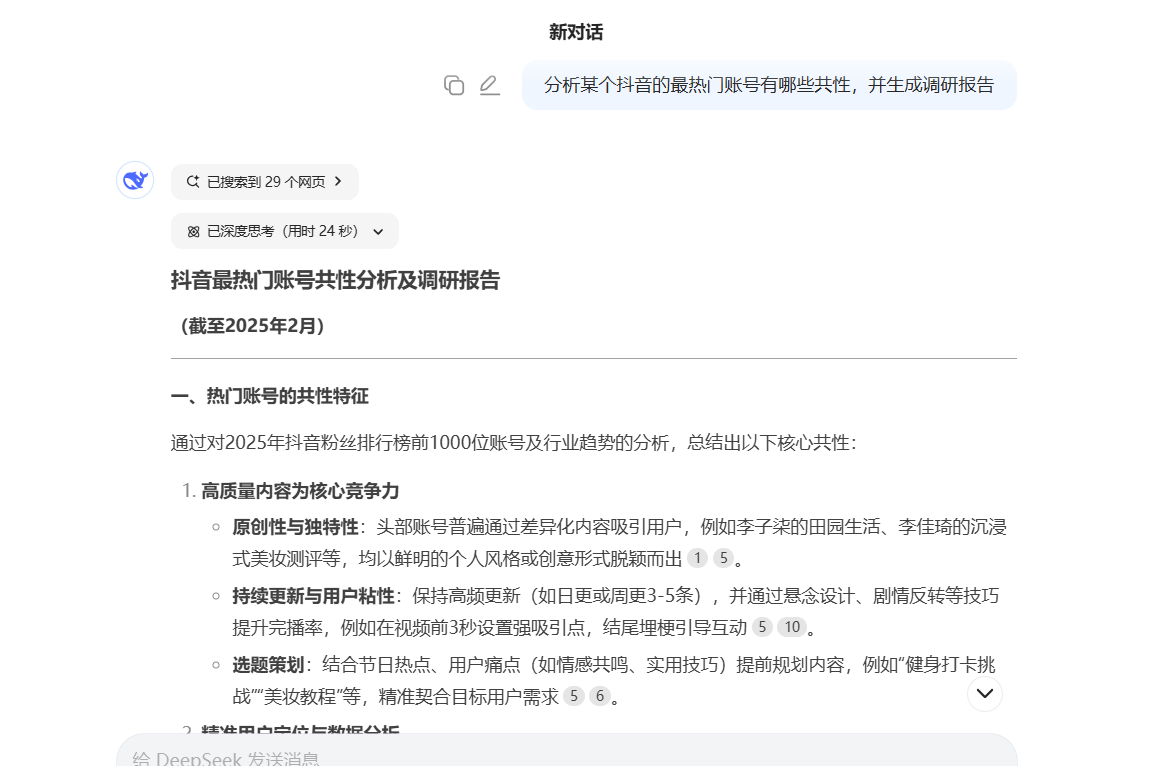 新对话
分析某个抖音的最热门账号有哪些共性，并生成调研报告
已搜索到 29 个网页
已深度思考（用时 24 秒）
抖音最热门账号共性分析及调研报告
（截至2025年2月）
一、热门账号的共性特征
通过对2025年抖音粉丝排行榜前1000位账号及行业趋势的分析，总结出以下核心共性：
1. 高质量内容为核心竞争力
原创性与独特性：头部账号普遍通过差异化内容吸引用户，例如李子柒的田园生活、李佳琦的沉浸
式美妆测评等，均以鲜明的个人风格或创意形式脱颖而出 1 5 。
持续更新与用户粘性：保持高频更新（如日更或周更3-5条），并通过悬念设计、剧情反转等技巧
提升完播率，例如在视频前3秒设置强吸引点，结尾埋梗引导互动 5 10 。
选题策划：结合节日热点、用户痛点（如情感共鸣、实用技巧）提前规划内容，例如“健身打卡挑
战”“美妆教程”等，精准契合目标用户需求 5 6 。
2. 精准用户定位与数据分析
给 DeepSeek 发送消息